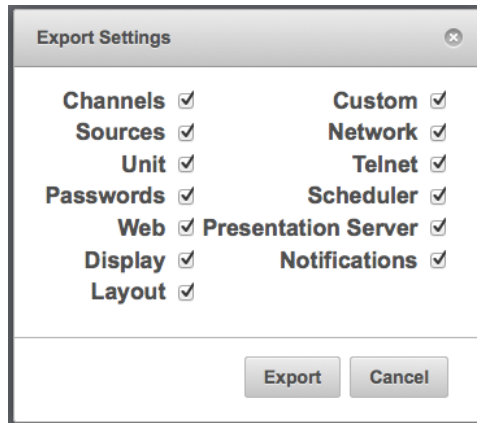 Export Settings
Channels Custom
Sources Network
Unit Telnet
Passwords Scheduler
Web Presentation Server
Display Notifications
Layout
Export Cancel